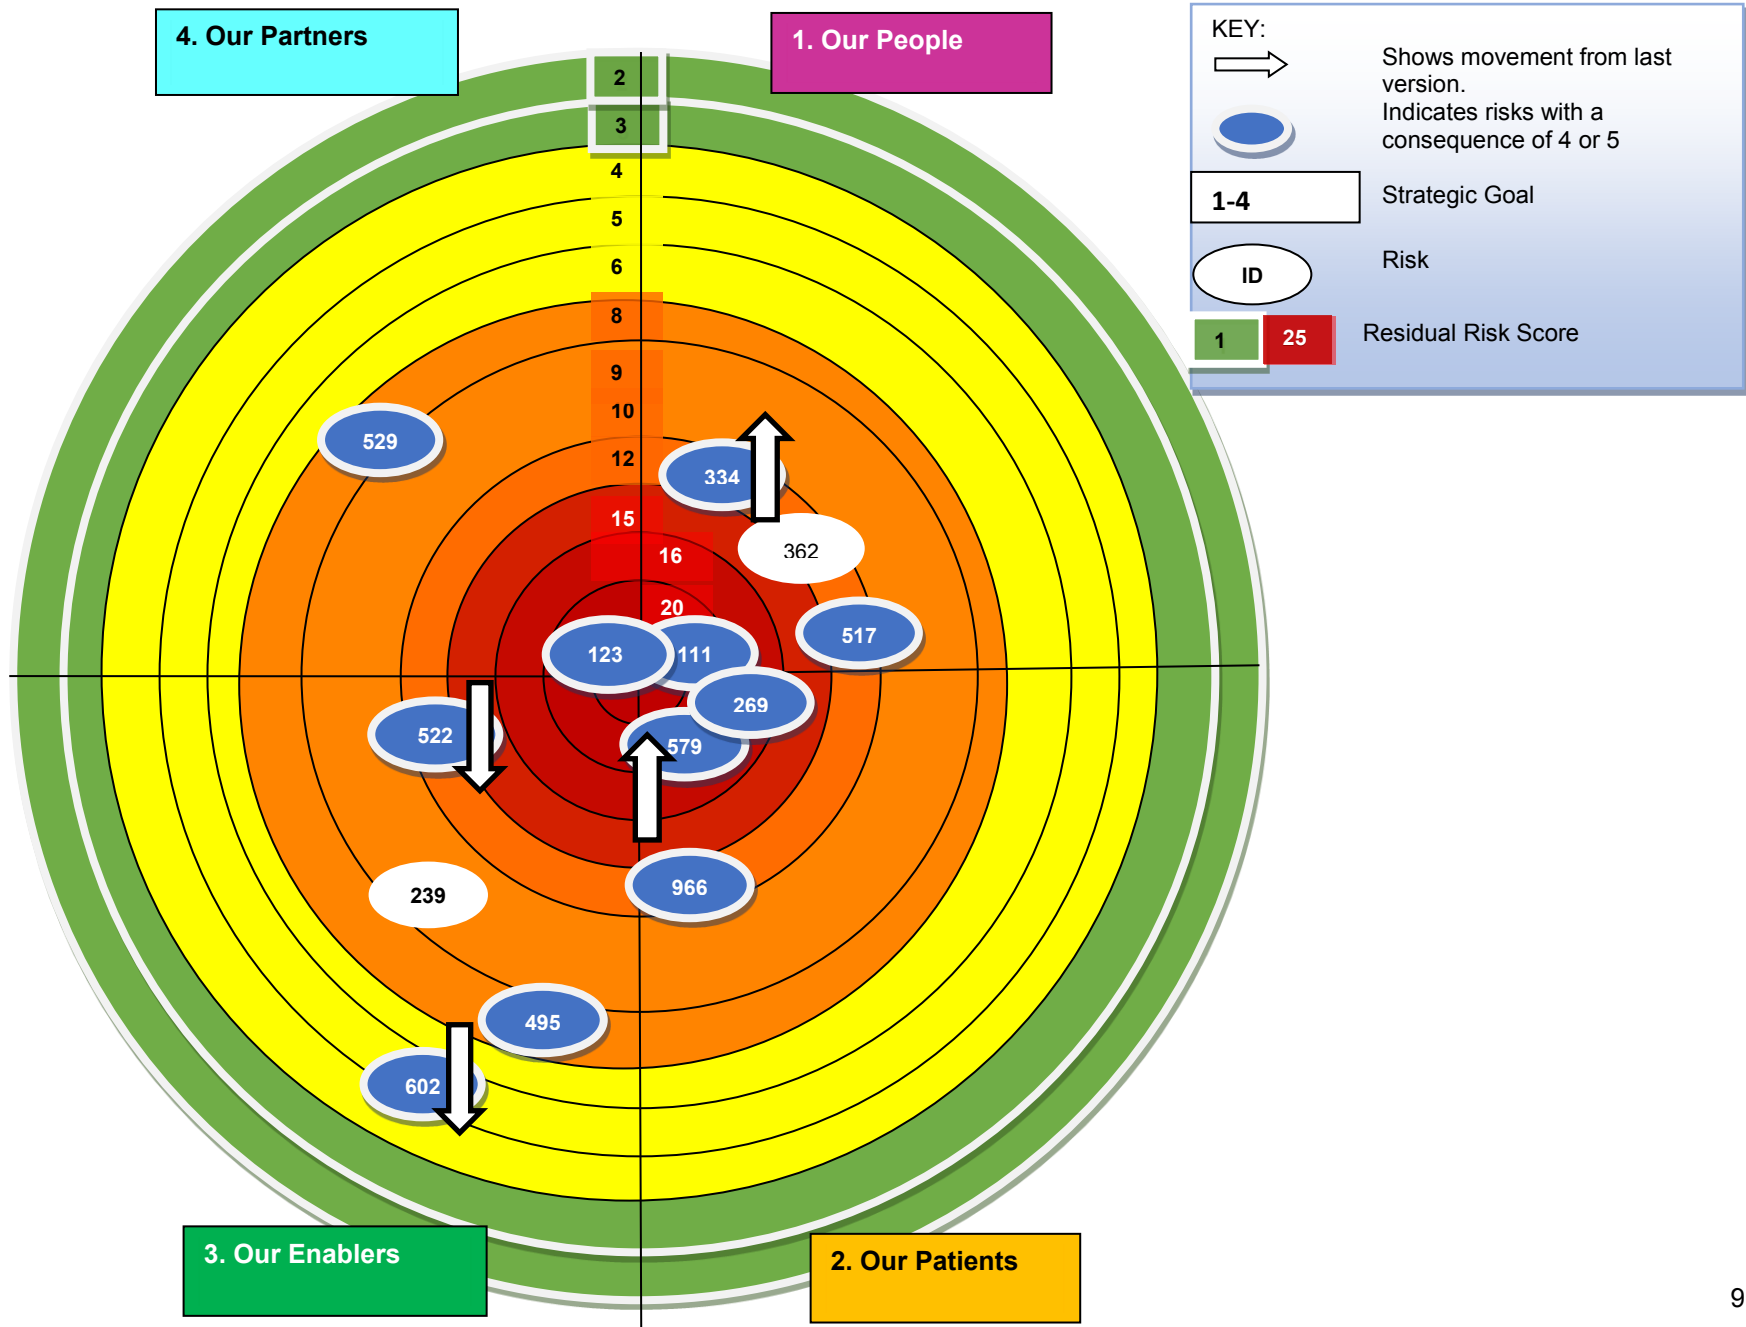 4. Our Partners
1. Our People
KEY:
Shows movement from last
version.
Indicates risks with a
consequence of 4 or 5
1-4
Strategic Goal
ID
Risk
1
25
Residual Risk Score
2
3
4
5
6
8
9
10
12
15
16
20
529
334
362
517
123
111
269
522
579
239
966
495
602
3. Our Enablers
2. Our Patients
9